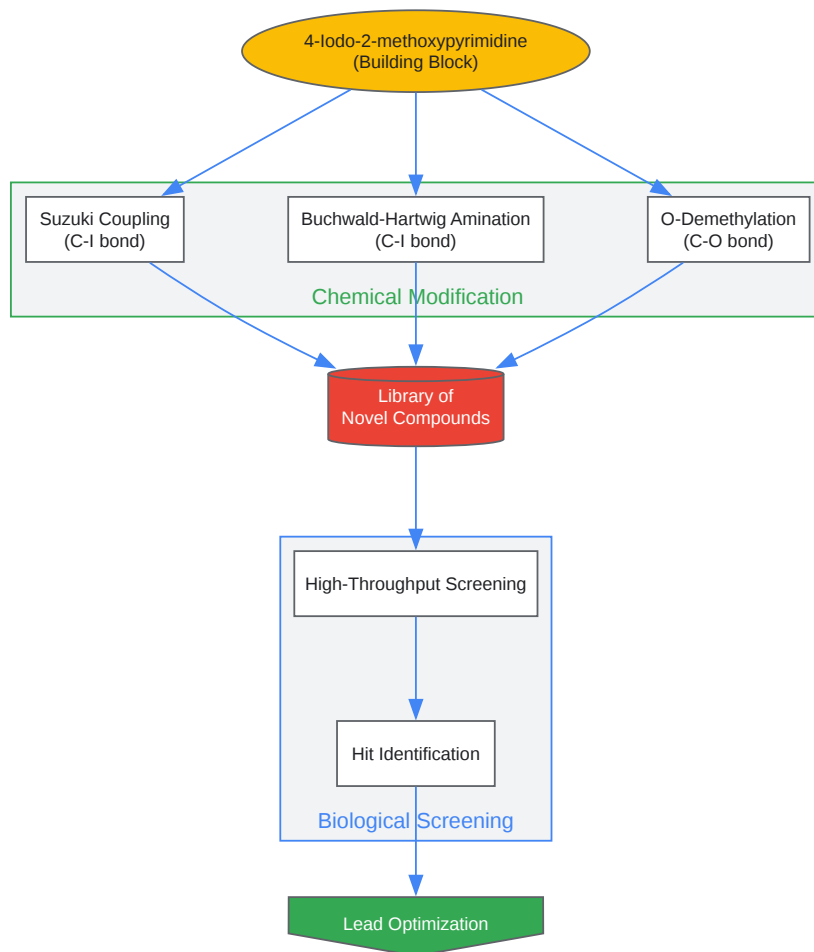 4-Iodo-2-methoxypyrimidine
(Building Block)
Suzuki Coupling
(C-I bond)
Buchwald-Hartwig Amination
(C-I bond)
O-Demethylation
(C-O bond)
Chemical Modification
Library of
Novel Compounds
High-Throughput Screening
Hit Identification
Biological Screening
Lead Optimization